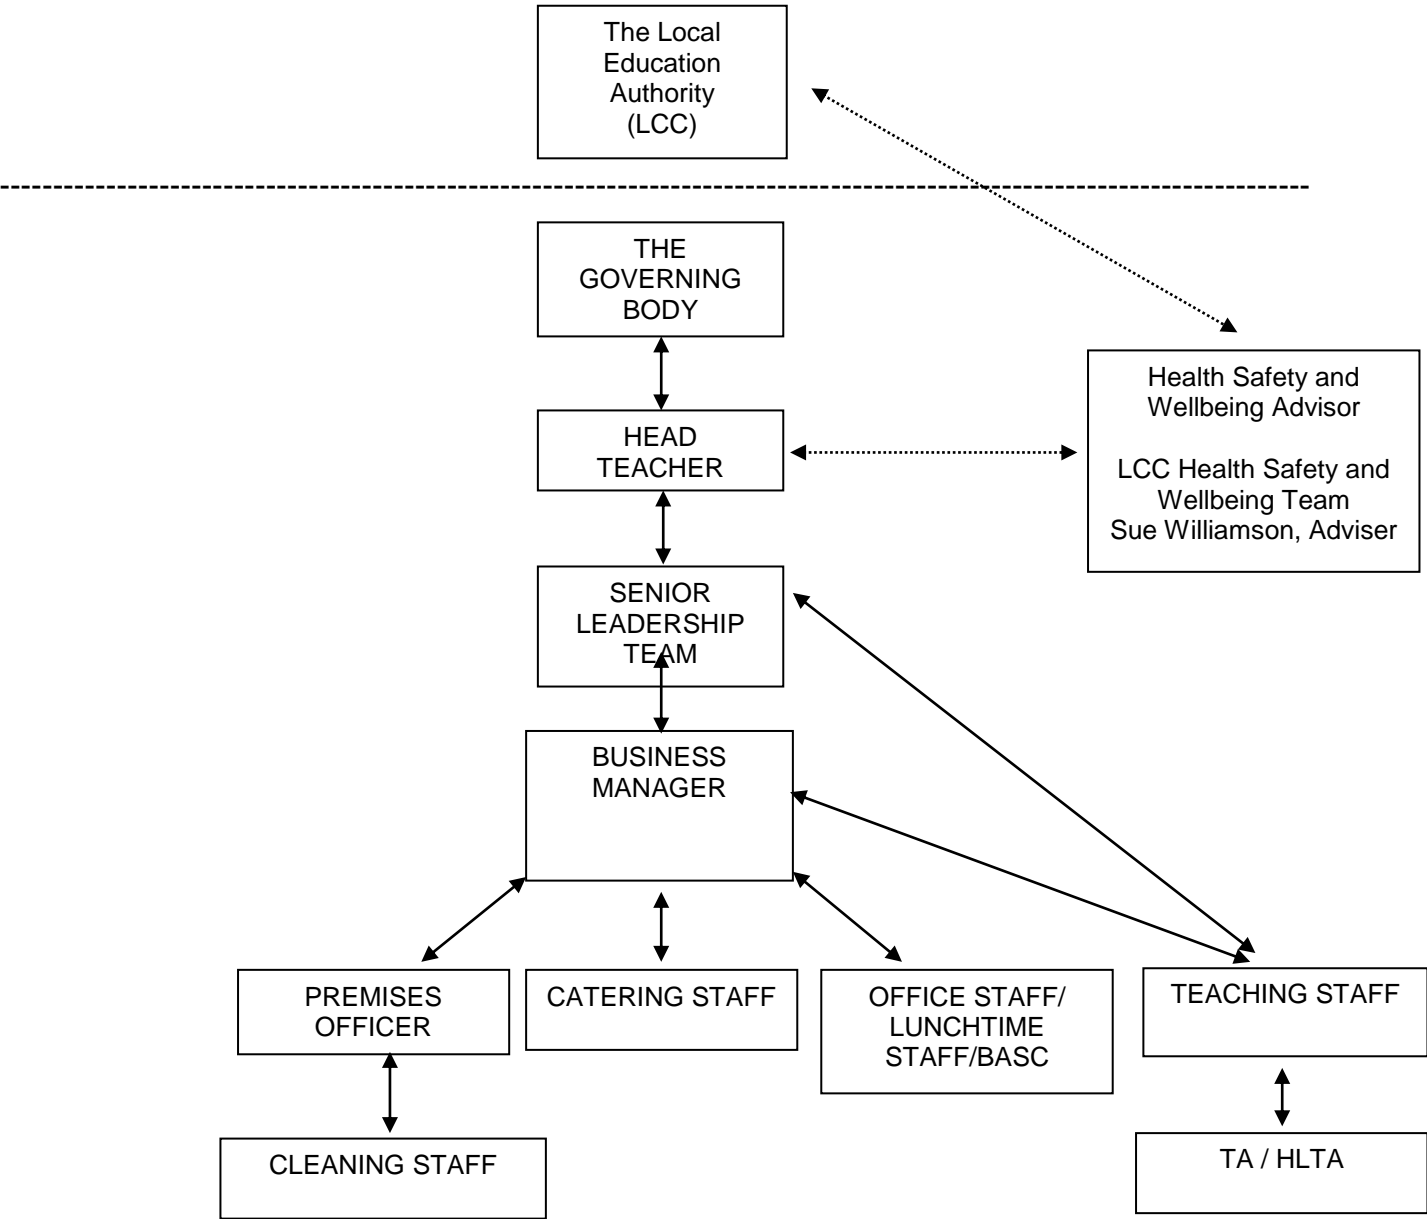 The Local
Education
Authority
(LCC)
THE
GOVERNING
BODY
HEAD
TEACHER
Health Safety and
Wellbeing Advisor
LCC Health Safety and
Wellbeing Team
Sue Williamson, Adviser
SENIOR
LEADERSHIP
TEAM
BUSINESS
MANAGER
PREMISES
OFFICER
CATERING STAFF
OFFICE STAFF/
LUNCHTIME
STAFF/BASC
TEACHING STAFF
CLEANING STAFF
TA / HLTA